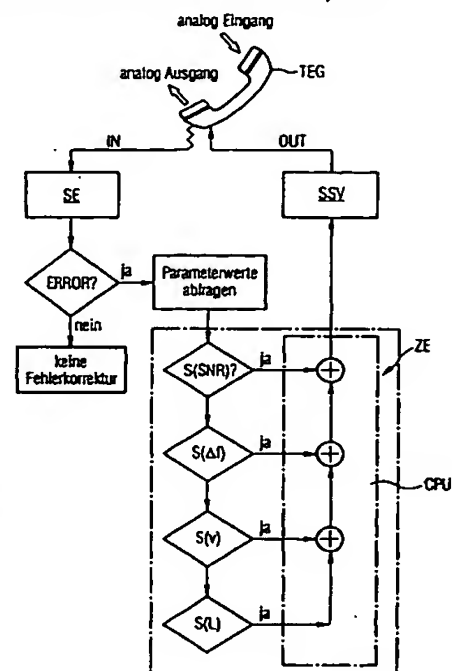 analog Eingang
analog Ausgang
TEG
IN
OUT
SE
SSV
ERROR?
ja
Parameterwerte
abfragen
nein
keine
Fehlerkorrektur
ZE
S(SNR)?
ja
S(Δf)
ja
CPU
S(v)
ja
S(L)
ja